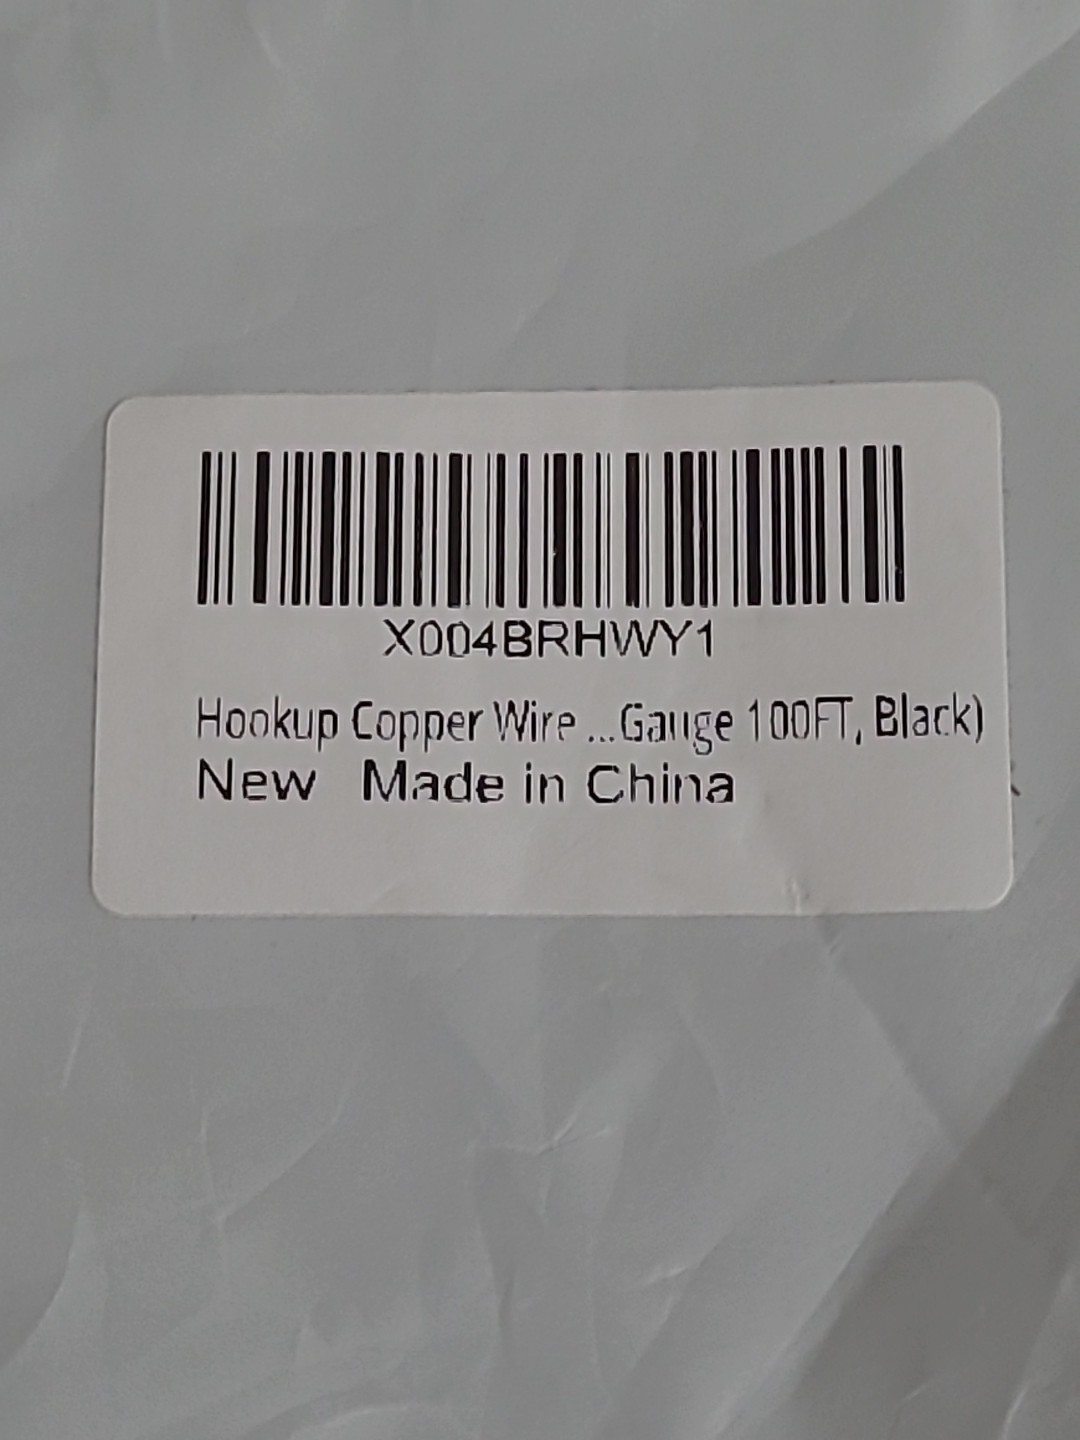 X004BRHWY1
Hookup Copper Wire ...Gauge 100FT, Black)
New Made in China